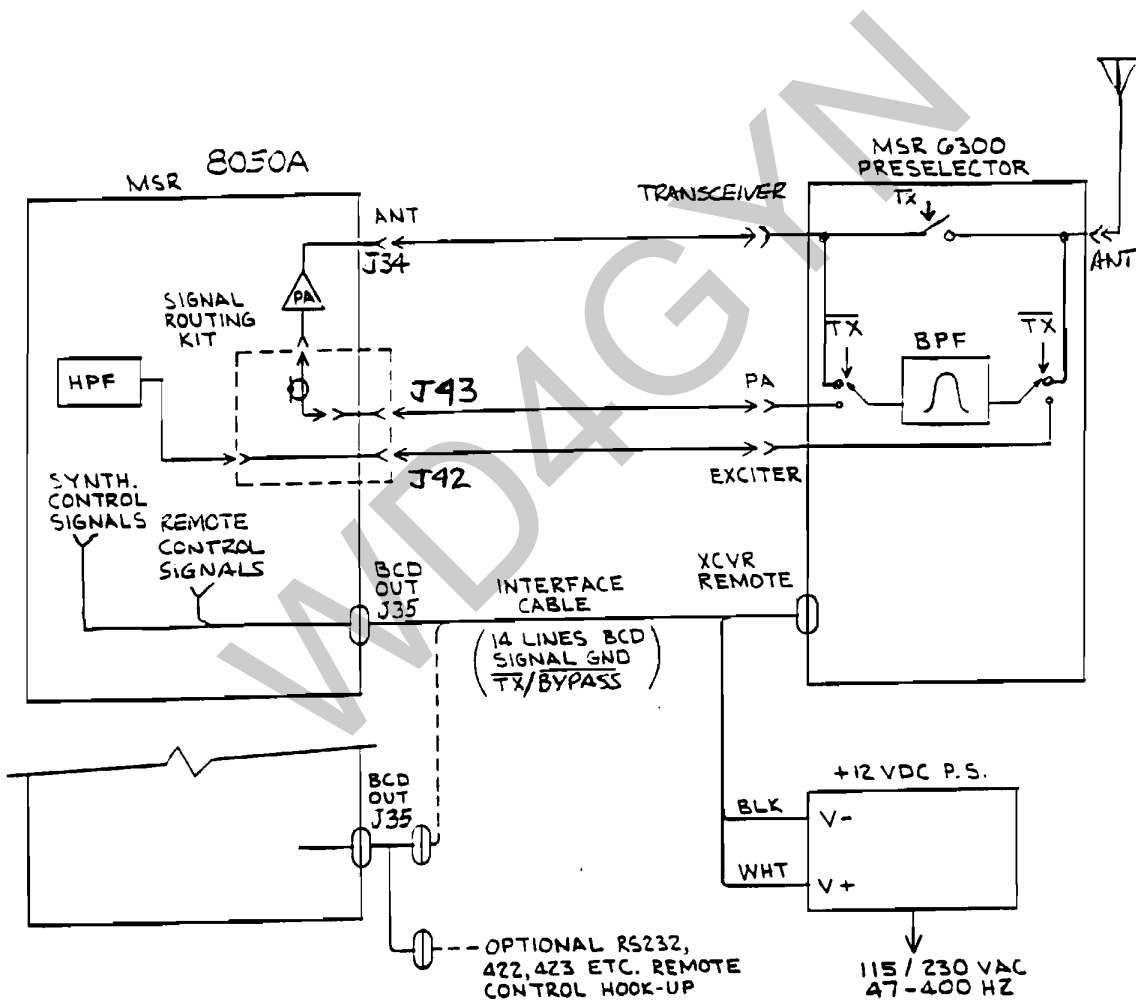 8050A
MSR
ANT
J34
PA
SIGNAL
ROUTING
KIT
HPF
J43
J42
SYNTH.
CONTROL
SIGNALS
REMOTE
CONTROL
SIGNALS
BCD
OUT
J35
TRANSCEIVER
MSR 6300
PRESELECTOR
TX
ANT
TX
BPF
TX
PA
EXCITER
XCVR
REMOTE
INTERFACE
CABLE
(14 LINES BCD
SIGNAL GND
TX/BYPASS)
BCD
OUT
J35
+12 VDC P.S.
BLK
V-
WHT
V+
OPTIONAL RS232,
422, 423 ETC. REMOTE
CONTROL HOOK-UP
115 / 230 VAC
47-400 HZ
WD4GYN